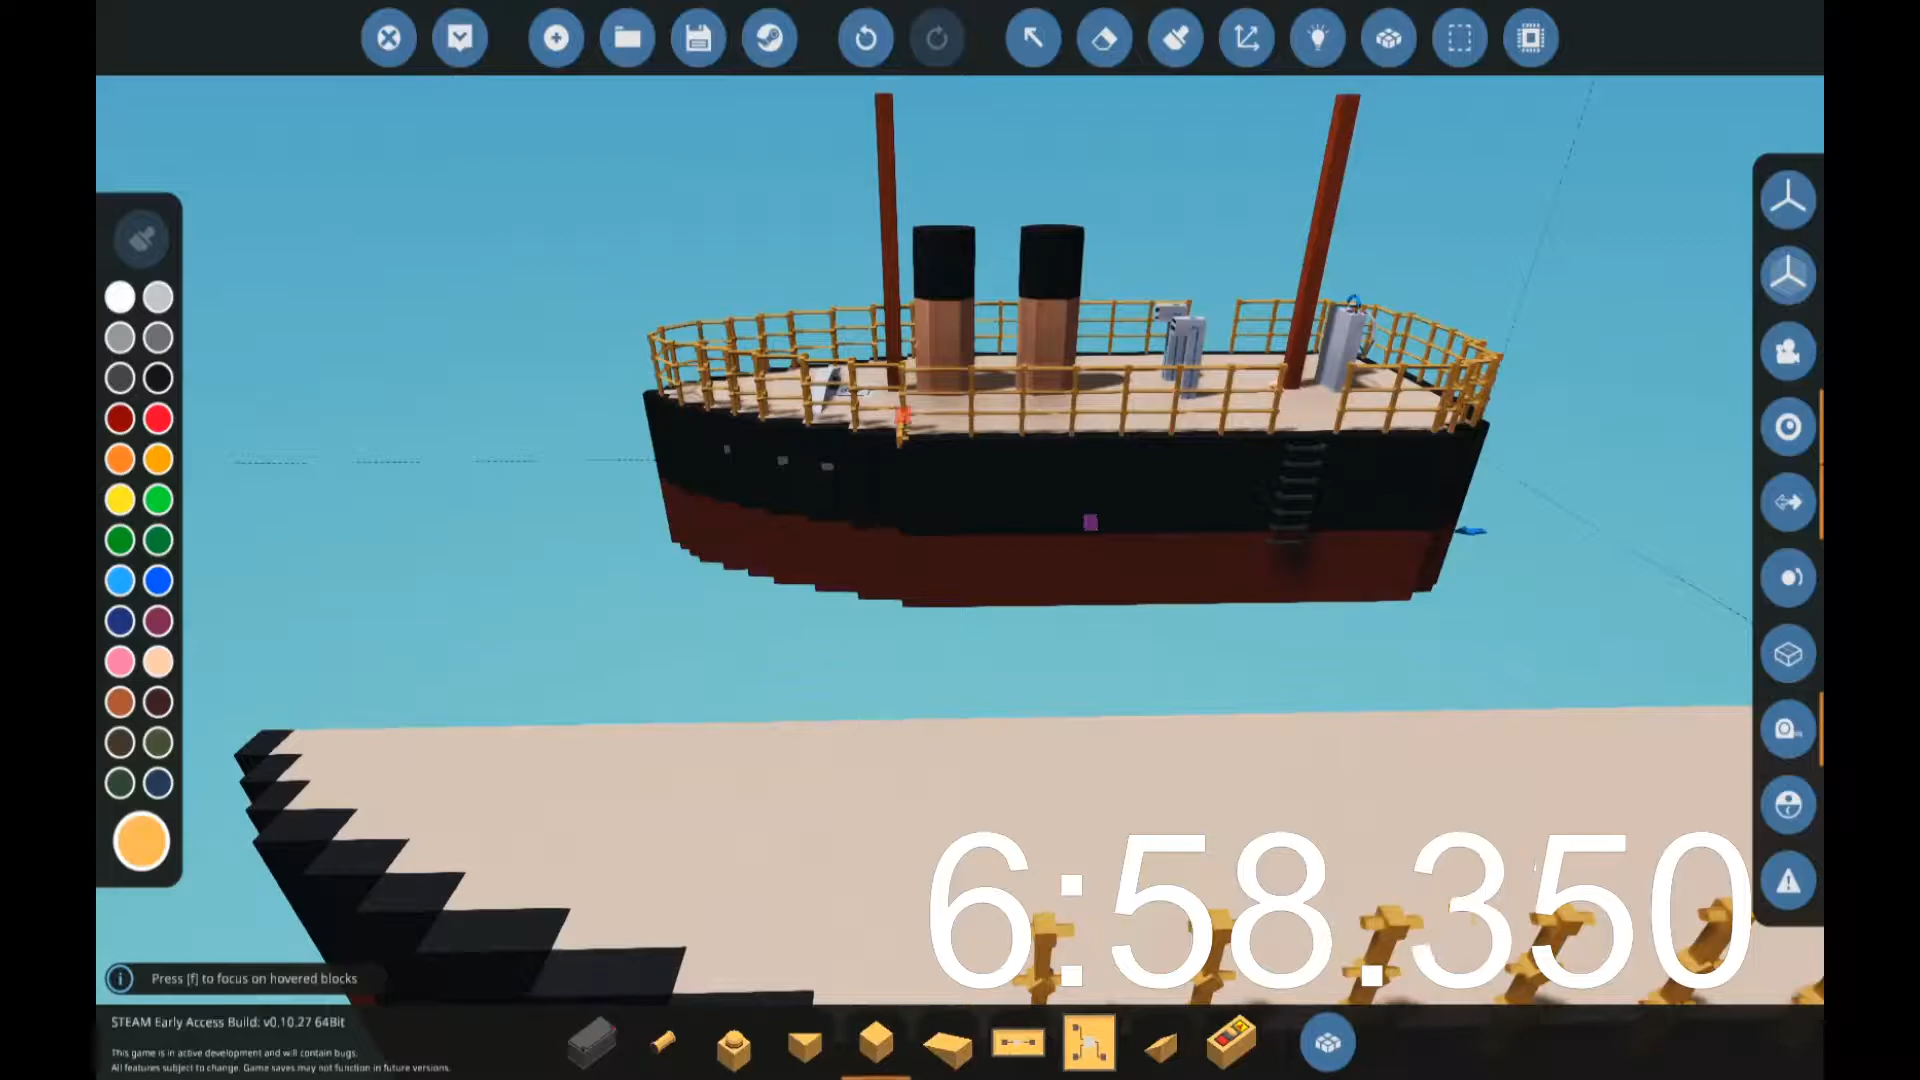 6:58.350
Press [f] to focus on hovered blocks
STEAM Early Access Build: v0.10.27 64Bit
This game is in active development and will contain bugs.
All features subject to change. Game saves may not function in future versions.